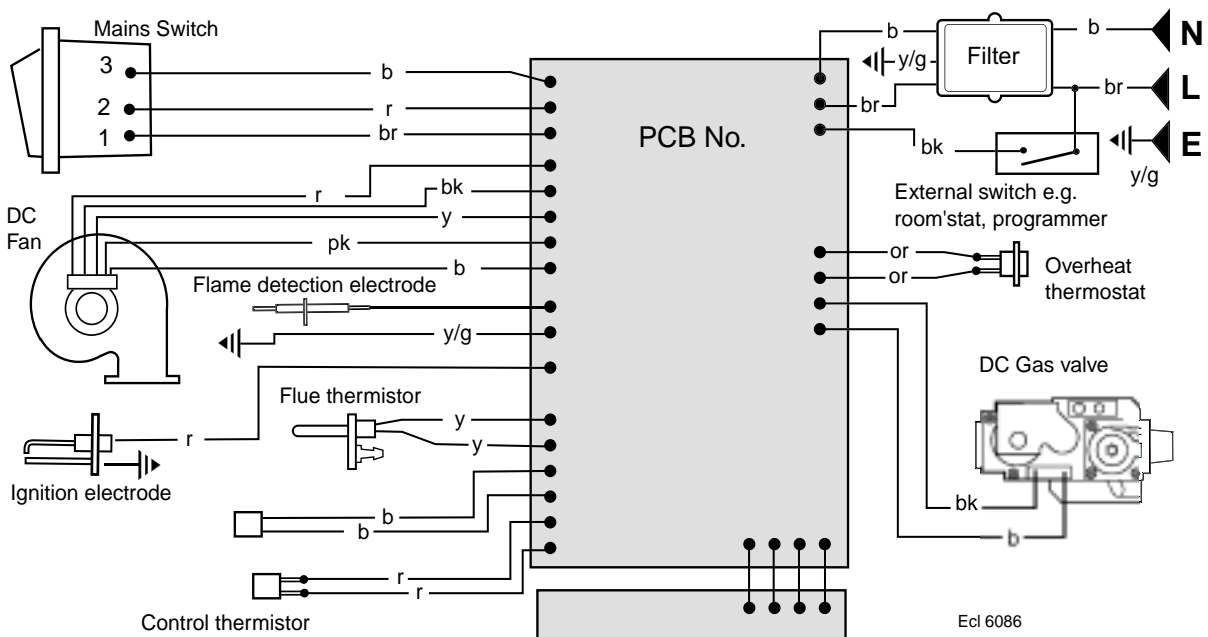 Mains Switch
3
2
1
b
r
br
r
bk
y
pk
b
DC
Fan
Flame detection electrode
y/g
Flue thermistor
y
y
r
Ignition electrode
b
b
r
r
Control thermistor
PCB No.
b
y/g
br
Filter
b
N
br
L
bk
E
y/g
External switch e.g.
room'stat, programmer
or
or
Overheat
thermostat
DC Gas valve
bk
b
Ecl 6086